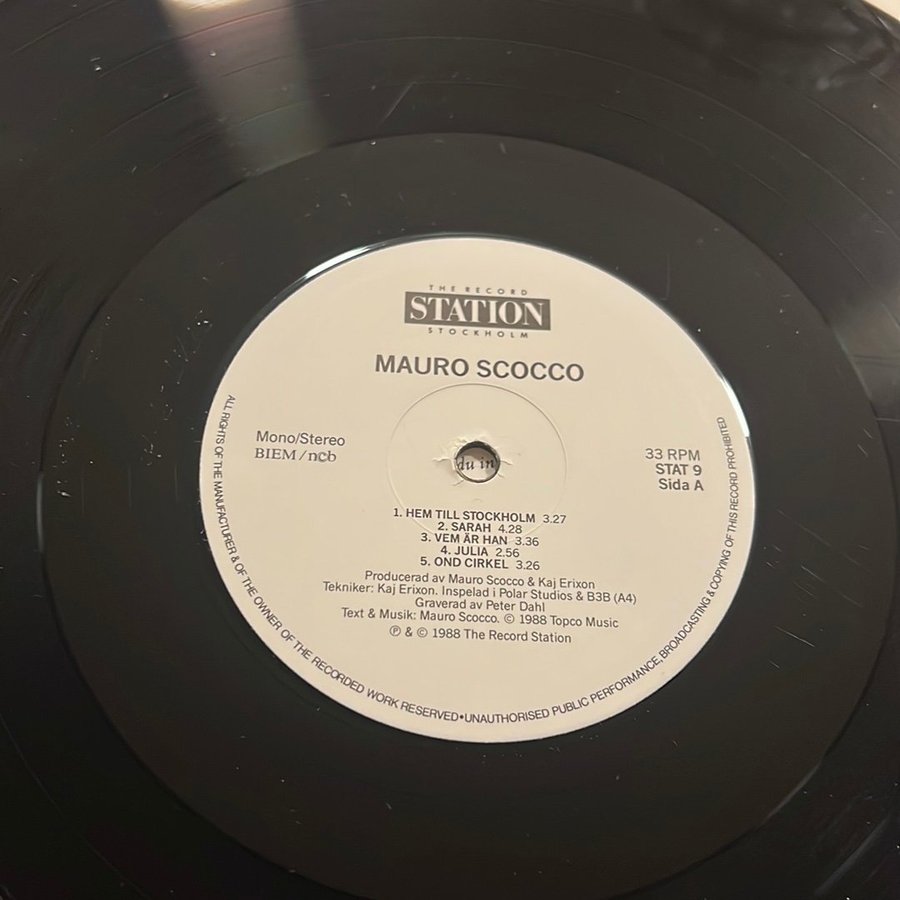 THE RECORD
STATION
STOCKHOLM
MAURO SCOCCO
Mono/Stereo
BIEM/ncb
du in
33 RPM
STAT 9
Sida A
1. HEM TILL STOCKHOLM 3.27
2. SARAH 4.28
3. VEM ÄR HAN 3.36
4. JULIA 2.56
5. OND CIRKEL 3.26
Producerad av Mauro Scocco & Kaj Erixon
Tekniker: Kaj Erixon. Inspelad i Polar Studios & B3B (A4)
Graverad av Peter Dahl
Text & Musik: Mauro Scocco. © 1988 Topco Music
℗ & © 1988 The Record Station
ALL RIGHTS OF THE MANUFACTURER & OF THE OWNER OF THE RECORDED WORK RESERVED•UNAUTHORISED PUBLIC PERFORMANCE, BROADCASTING & COPYING OF THIS RECORD PROHIBITED